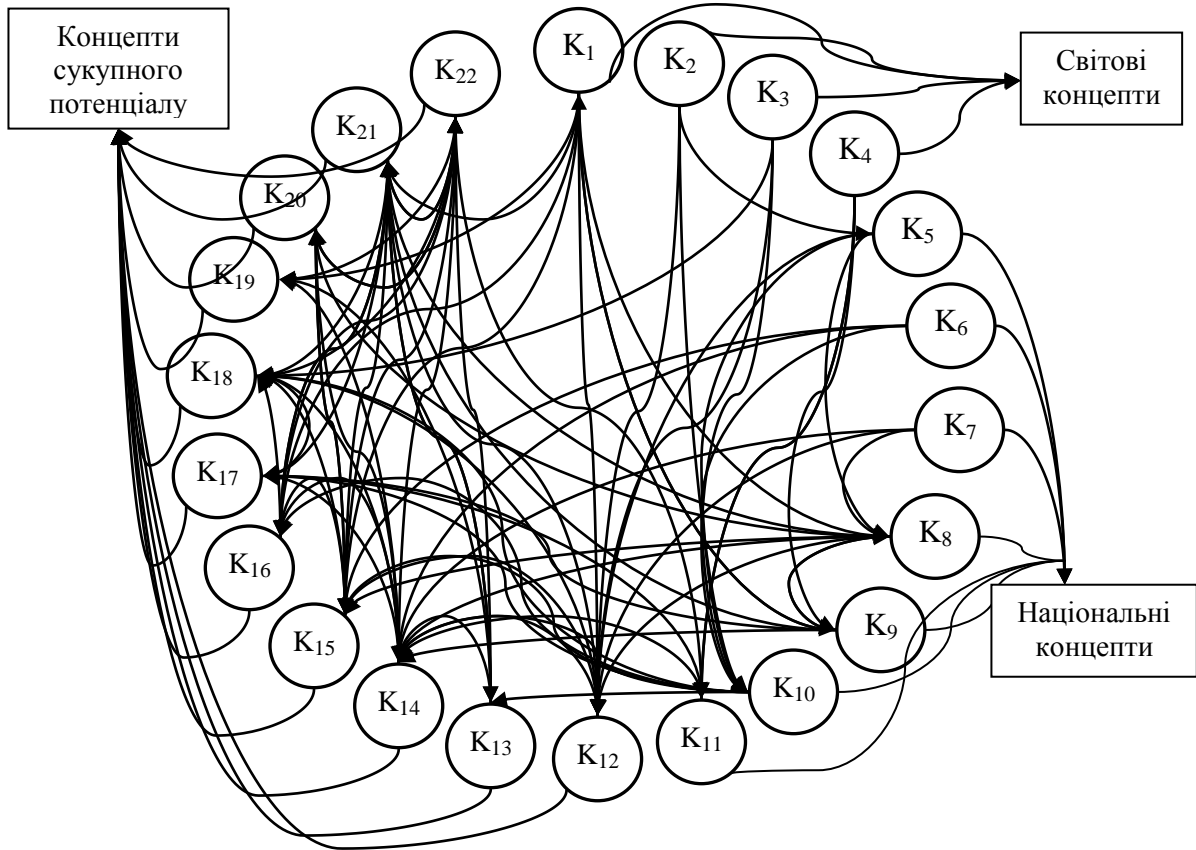 Концепти
сукупного
потенціалу
Світові
концепти
K1
K2
K3
K4
K5
K6
K7
K8
K9
K10
K11
K12
K13
K14
K15
K16
K17
K18
K19
K20
K21
K22
Національні
концепти